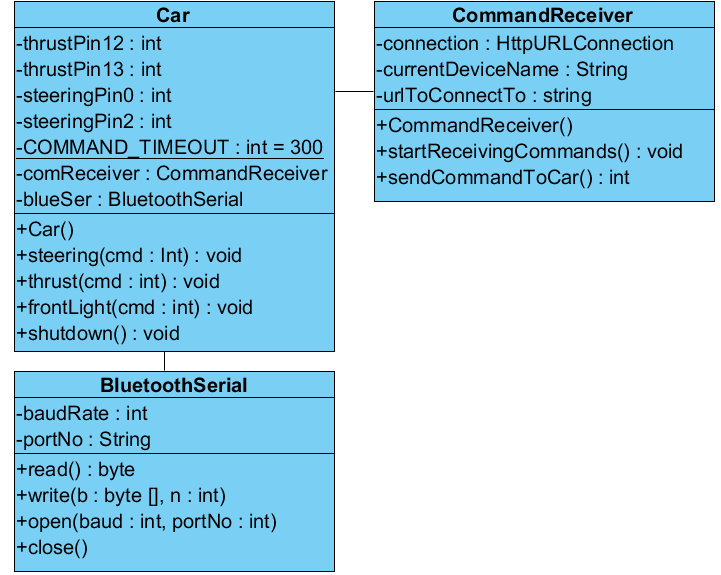 Car
-thrustPin12 : int
-thrustPin13 : int
-steeringPin0 : int
-steeringPin2 : int
-COMMAND_TIMEOUT : int = 300
-comReceiver : CommandReceiver
-blueSer : BluetoothSerial
+Car()
+steering(cmd : Int) : void
+thrust(cmd : int) : void
+frontLight(cmd : int) : void
+shutdown() : void
CommandReceiver
-connection : HttpURLConnection
-currentDeviceName : String
-urlToConnectTo : string
+CommandReceiver()
+startReceivingCommands() : void
+sendCommandToCar() : int
BluetoothSerial
-baudRate : int
-portNo : String
+read() : byte
+write(b : byte [], n : int)
+open(baud : int, portNo : int)
+close()